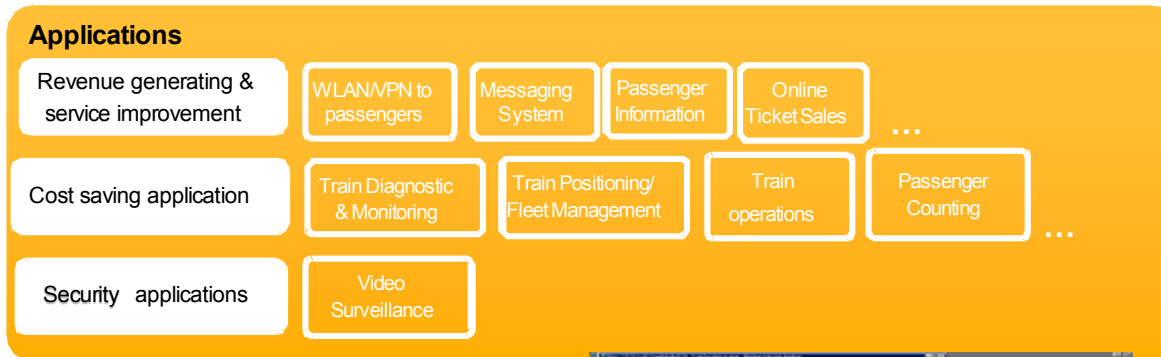 Applications
Revenue generating &
service improvement
WLAN/VPN to
passengers
Messaging
System
Passenger
Information
Online
Ticket Sales
...
Cost saving application
Train Diagnostic
& Monitoring
Train Positioning/
Fleet Management
Train
operations
Passenger
Counting
...
Security applications
Video
Surveillance